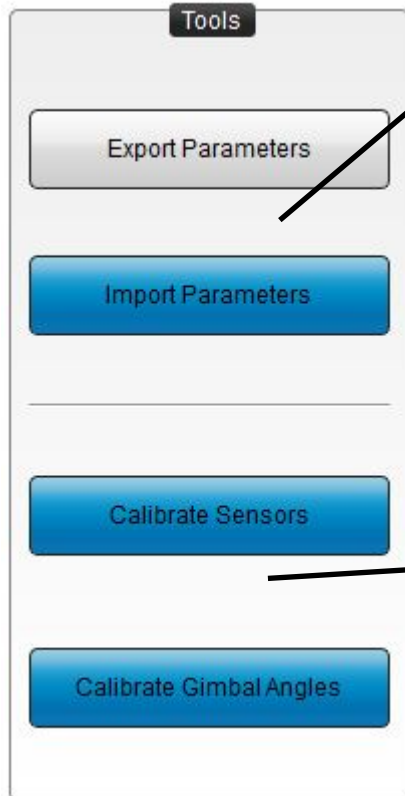 Tools
Export Parameters
Import Parameters
Calibrate Sensors
Calibrate Gimbal Angles